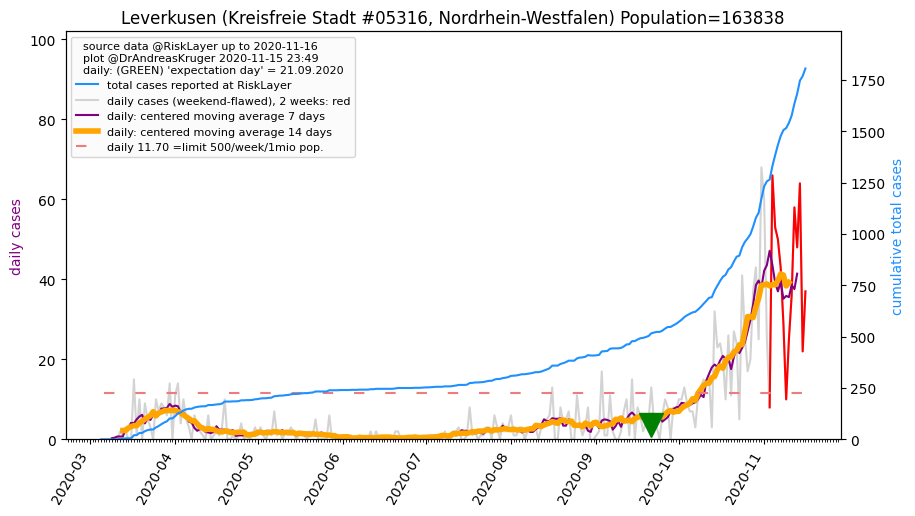 Leverkusen (Kreisfreie Stadt #05316, Nordrhein-Westfalen) Population=163838
source data @RiskLayer up to 2020-11-16
plot @DrAndreasKruger 2020-11-15 23:49
daily: (GREEN) 'expectation day' = 21.09.2020
total cases reported at RiskLayer
daily cases (weekend-flawed), 2 weeks: red
daily: centered moving average 7 days
daily: centered moving average 14 days
daily 11.70 =limit 500/week/1mio pop.
daily cases
100
80
60
40
20
0
cumulative total cases
1750
1500
1250
1000
750
500
250
0
2020-03
2020-04
2020-05
2020-06
2020-07
2020-08
2020-09
2020-10
2020-11